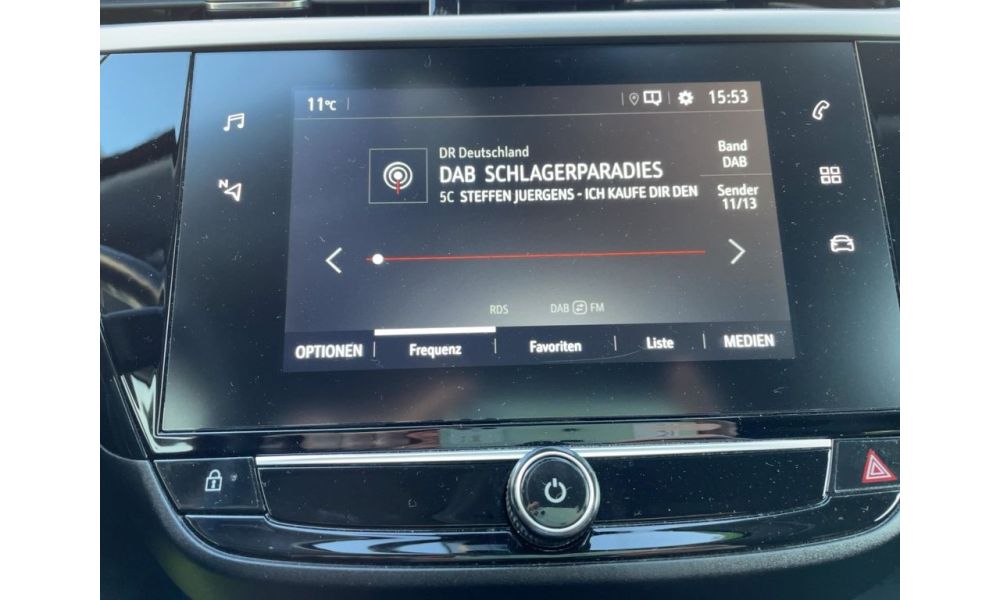 11°C
15:53
N
DR Deutschland
DAB SCHLAGERPARADIES
5C STEFFEN JUERGENS - ICH KAUFE DIR DEN
Band
DAB
Sender
11/13
RDS
DAB FM
OPTIONEN
Frequenz
Favoriten
Liste
MEDIEN